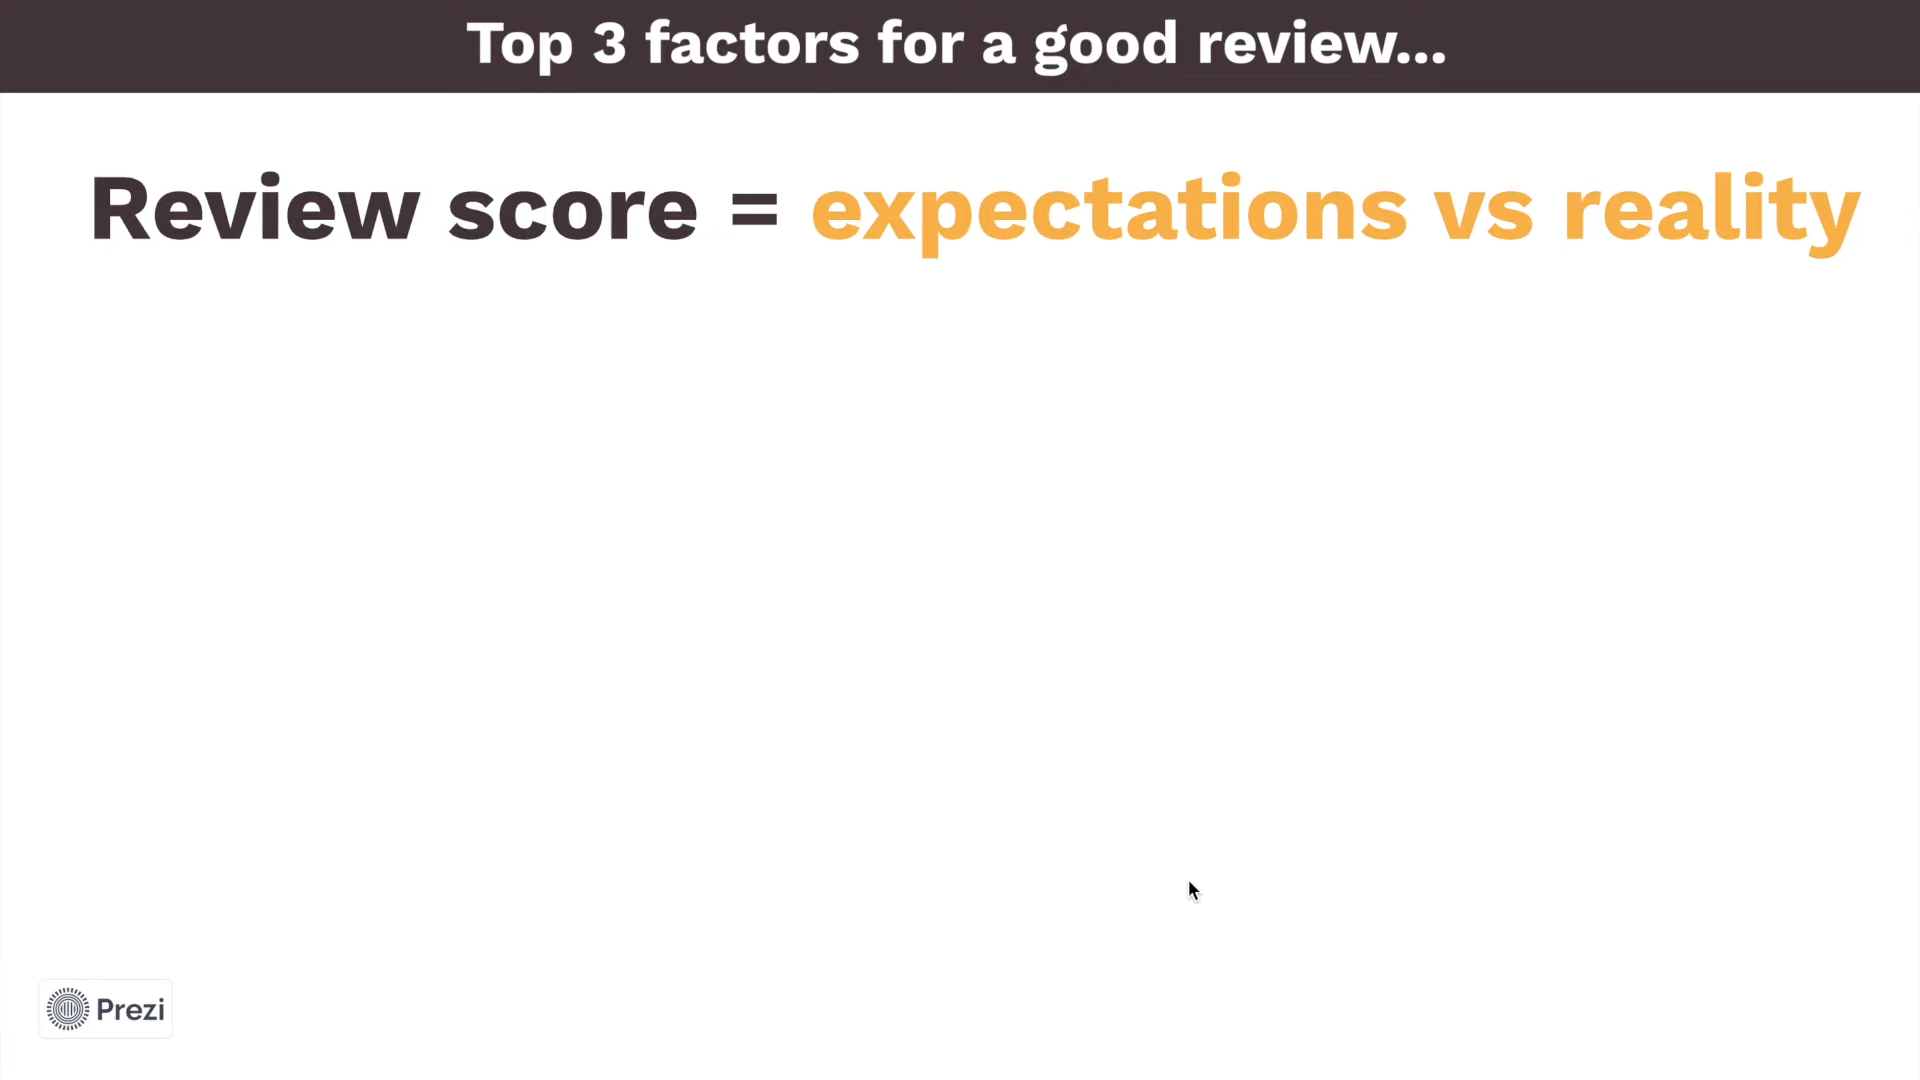 Top 3 factors for a good review...
Review score = expectations vs reality
Prezi